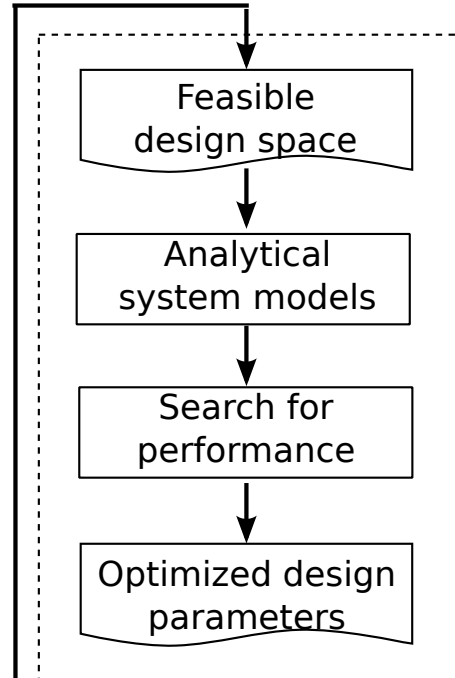 Feasible
design space
Analytical
system models
Search for
performance
Optimized design
parameters